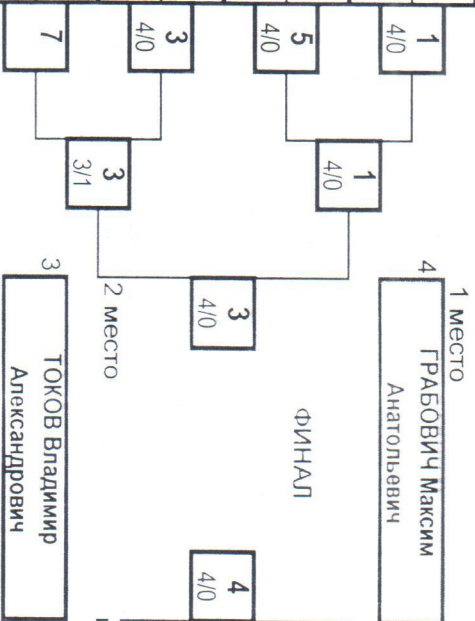 1 место
1
4 ГРАБОВИЧ Максим
4/0
Анатольевич
1
4/0
5
ФИНАЛ
4/0
3
4
4/0
4/0
3
4/0
3
2 место
3/1
7
3 ТОКОВ Владимир
Александрович